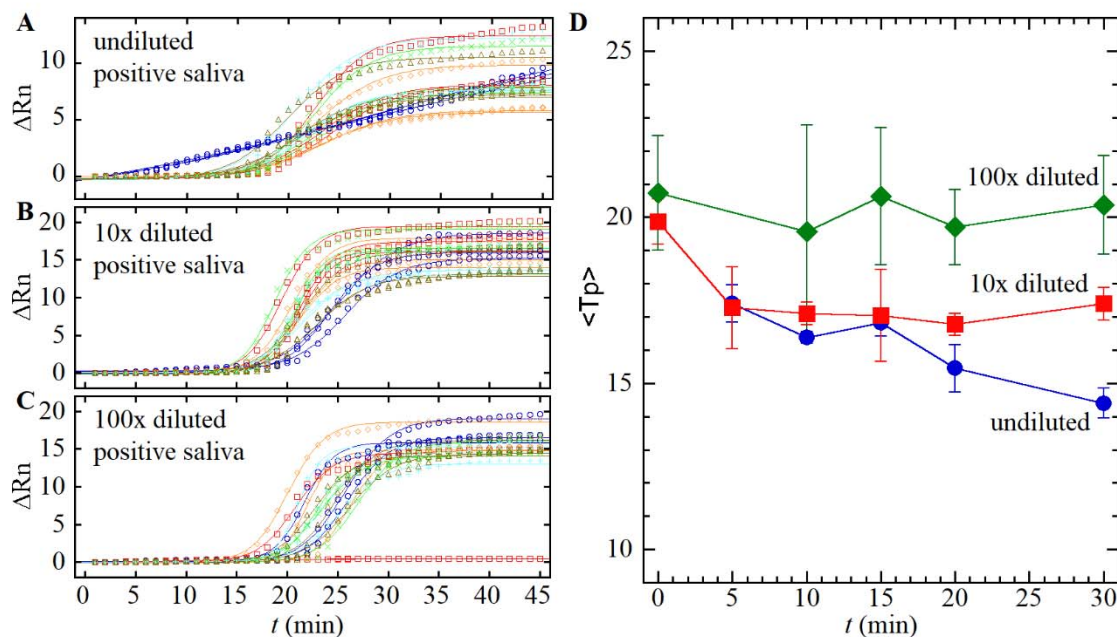 A
undiluted
positive saliva
ΔRn
10
5
0
B
10x diluted
positive saliva
ΔRn
20
15
10
5
0
C
100x diluted
positive saliva
ΔRn
20
15
10
5
0
0 5 10 15 20 25 30 35 40 45
t (min)
D
<Tp>
25
20
15
10
100x diluted
10x diluted
undiluted
0 5 10 15 20 25 30
t (min)